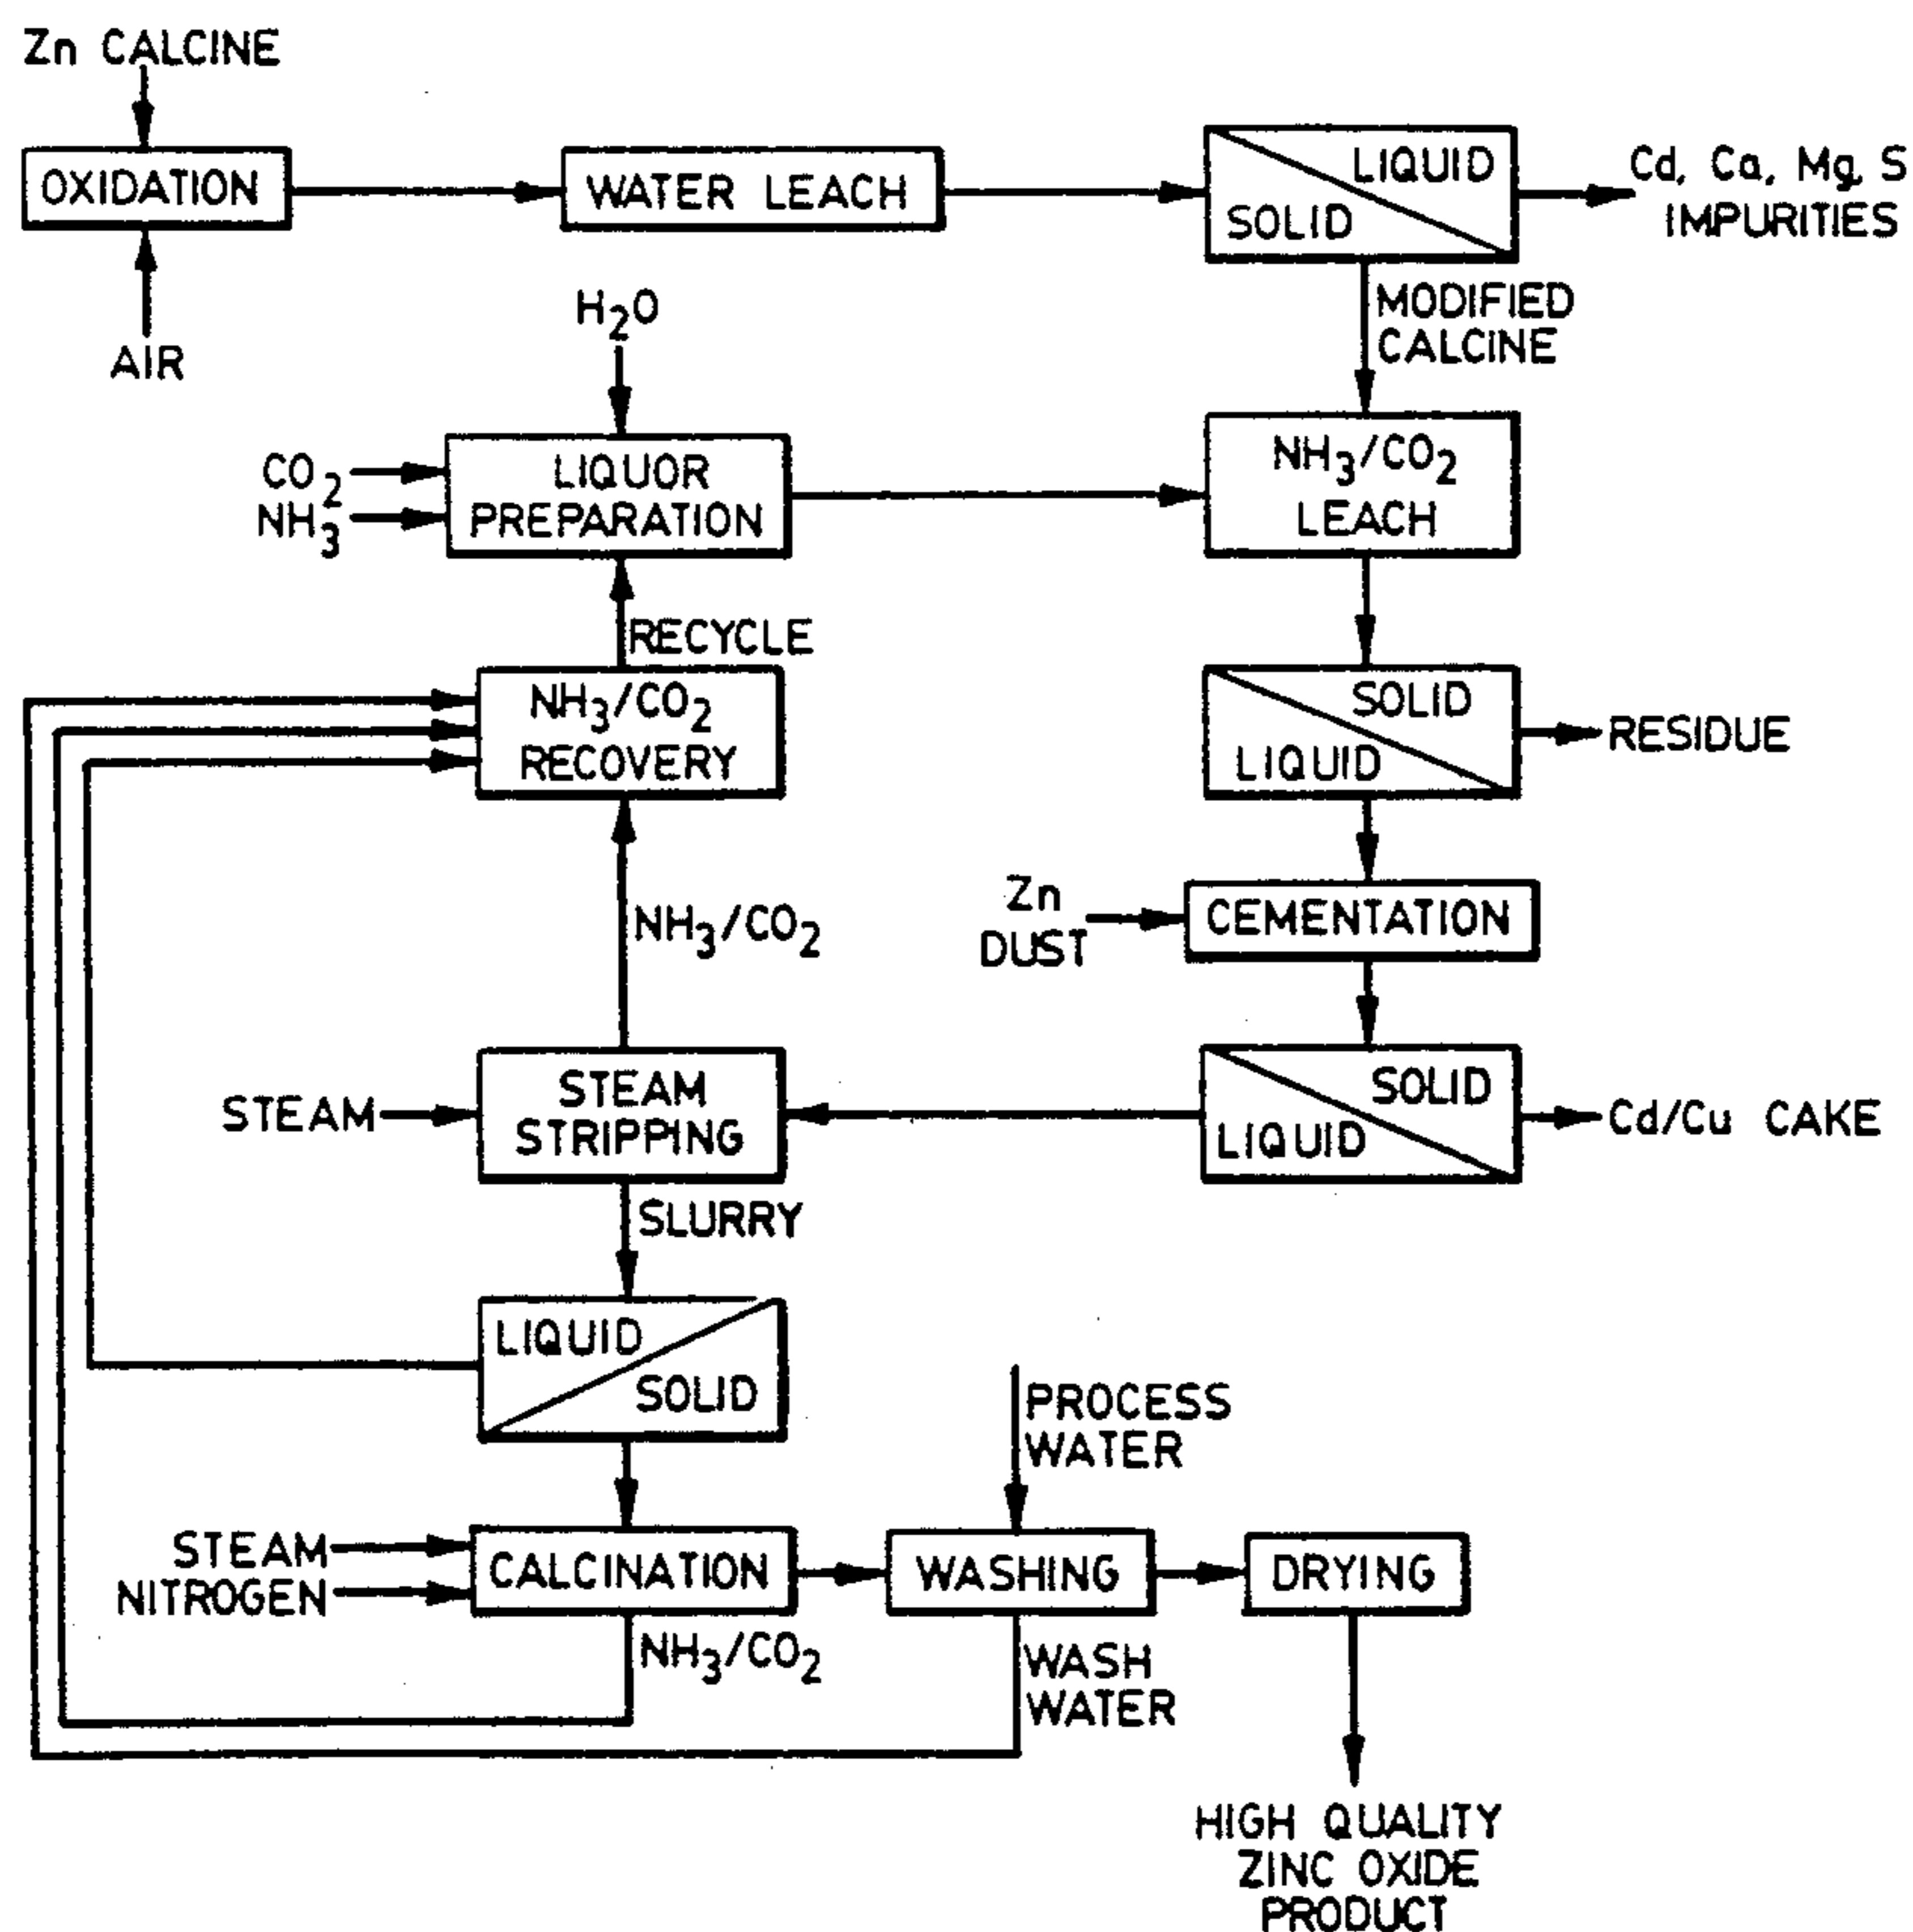 Zn CALCINE
OXIDATION
AIR
WATER LEACH
LIQUID
SOLID
Cd, Ca, Mg, S
IMPURITIES
MODIFIED
CALCINE
H2O
CO2
NH3
LIQUOR
PREPARATION
NH3/CO2
LEACH
RECYCLE
NH3/CO2
RECOVERY
SOLID
LIQUID
RESIDUE
Zn
DUST
CEMENTATION
NH3/CO2
STEAM
STEAM
STRIPPING
SOLID
LIQUID
Cd/Cu CAKE
SLURRY
LIQUID
SOLID
PROCESS
WATER
STEAM
NITROGEN
CALCINATION
WASHING
DRYING
NH3/CO2
WASH
WATER
HIGH QUALITY
ZINC OXIDE
PRODUCT